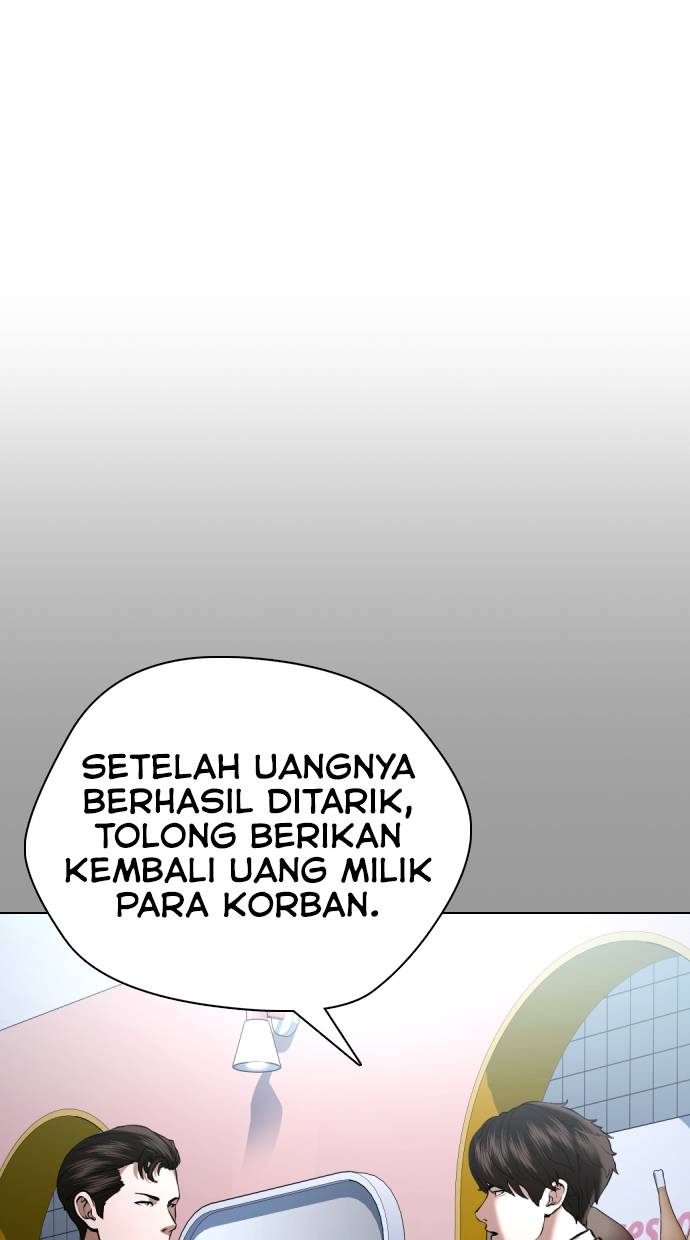 SETELAH UANGNYA
BERHASIL DITARIK,
TOLONG BERIKAN
KEMBALI UANG MILIK
PARA KORBAN.